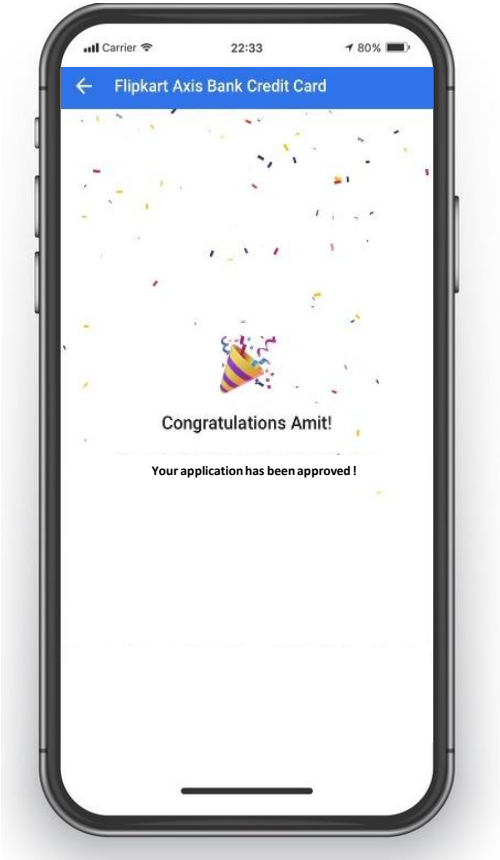 Carrier 22:33 80%
Flipkart Axis Bank Credit Card
Congratulations Amit!
Your application has been approved !